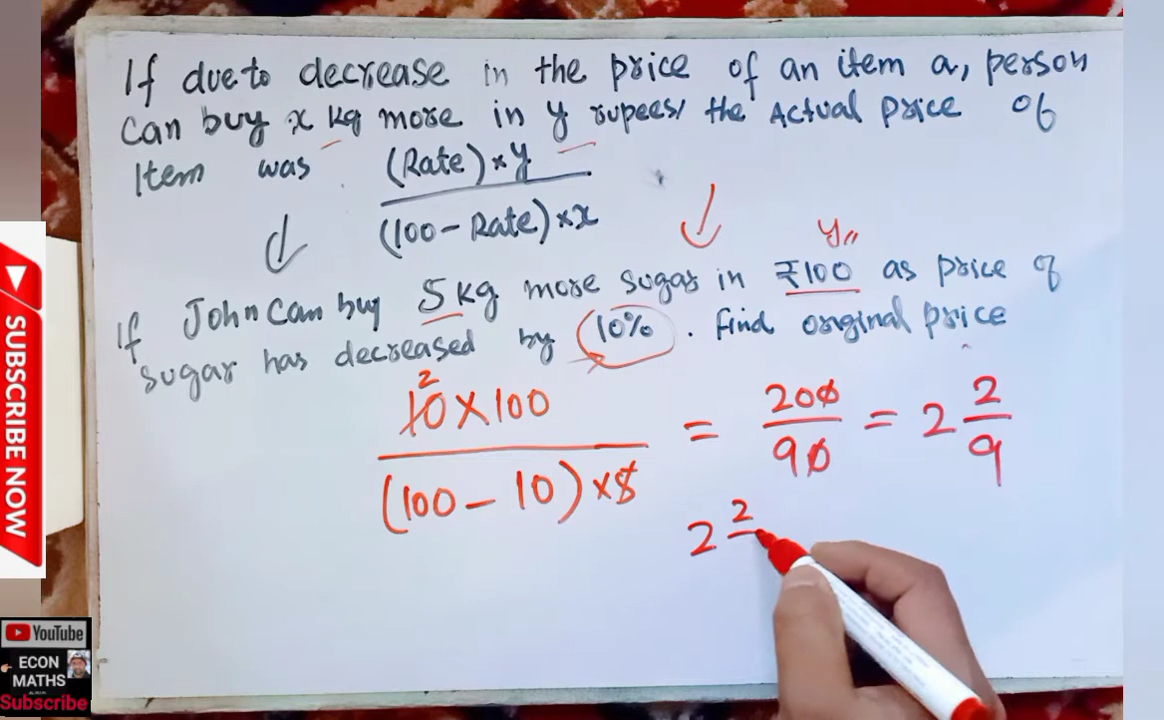 If due to decrease in the price of an item a, person
can buy x kg more in y rupees, the Actual price of
Item was (Rate)×y
(100 - Rate)×x
y,,
If John Can buy 5 kg more sugar in ₹100 as price of
sugar has decreased by 10% . find original price
2
10×100
(100 - 10)×5
= 200
90
= 2 2
9
2 2
SUBSCRIBE NOW
YouTube
ECON
MATHS
Subscribe